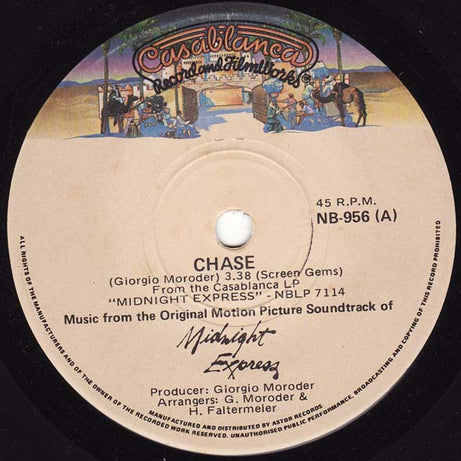 Casablanca
Record and FilmWorks
45 R.P.M.
NB-956 (A)
CHASE
(Giorgio Moroder) 3.38 (Screen Gems)
From the Casablanca LP
"MIDNIGHT EXPRESS" - NBLP 7114
Music from the Original Motion Picture Soundtrack of
Midnight
Express
Producer: Giorgio Moroder
Arrangers: G. Moroder &
H. Faltermeier
MANUFACTURED AND DISTRIBUTED BY ASTOR RECORDS
ALL RIGHTS OF THE MANUFACTURERS AND OF THE OWNER OF THE RECORDED WORK RESERVED. UNAUTHORISED PUBLIC PERFORMANCE, BROADCASTING AND COPYING OF THIS RECORD PROHIBITED